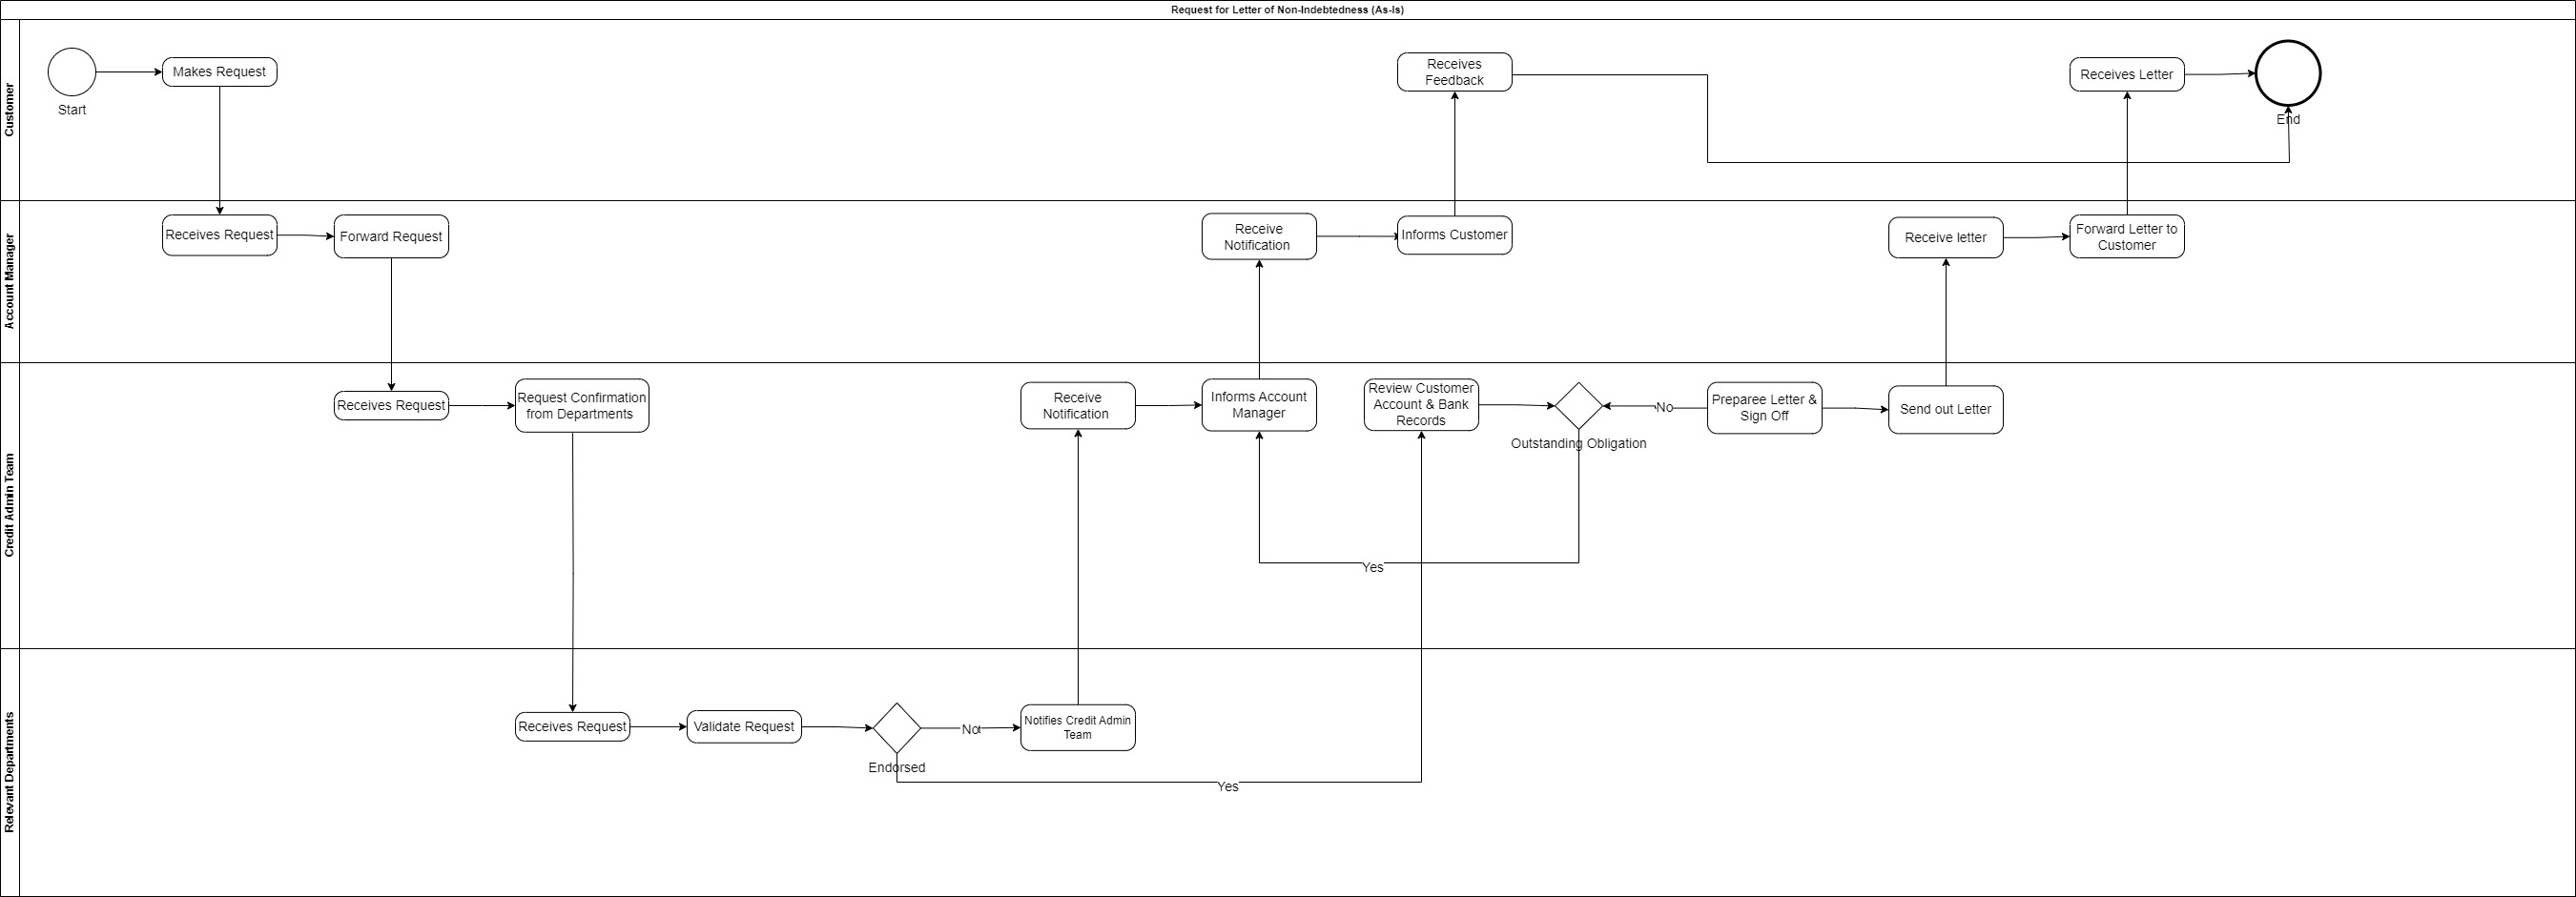 Request for Letter of Non-Indebtedness (As-Is)
Customer
Start
Makes Request
Receives
Feedback
Receives Letter
End
Account Manager
Receives Request
Forward Request
Receive
Notification
Informs Customer
Receive letter
Forward Letter to
Customer
Credit Admin Team
Receives Request
Request Confirmation
from Departments
Receive
Notification
Informs Account
Manager
Review Customer
Account & Bank
Records
Outstanding Obligation
No
Preparee Letter &
Sign Off
Send out Letter
Yes
Relevant Departments
Receives Request
Validate Request
Endorsed
Not
Notifies Credit Admin
Team
Yes